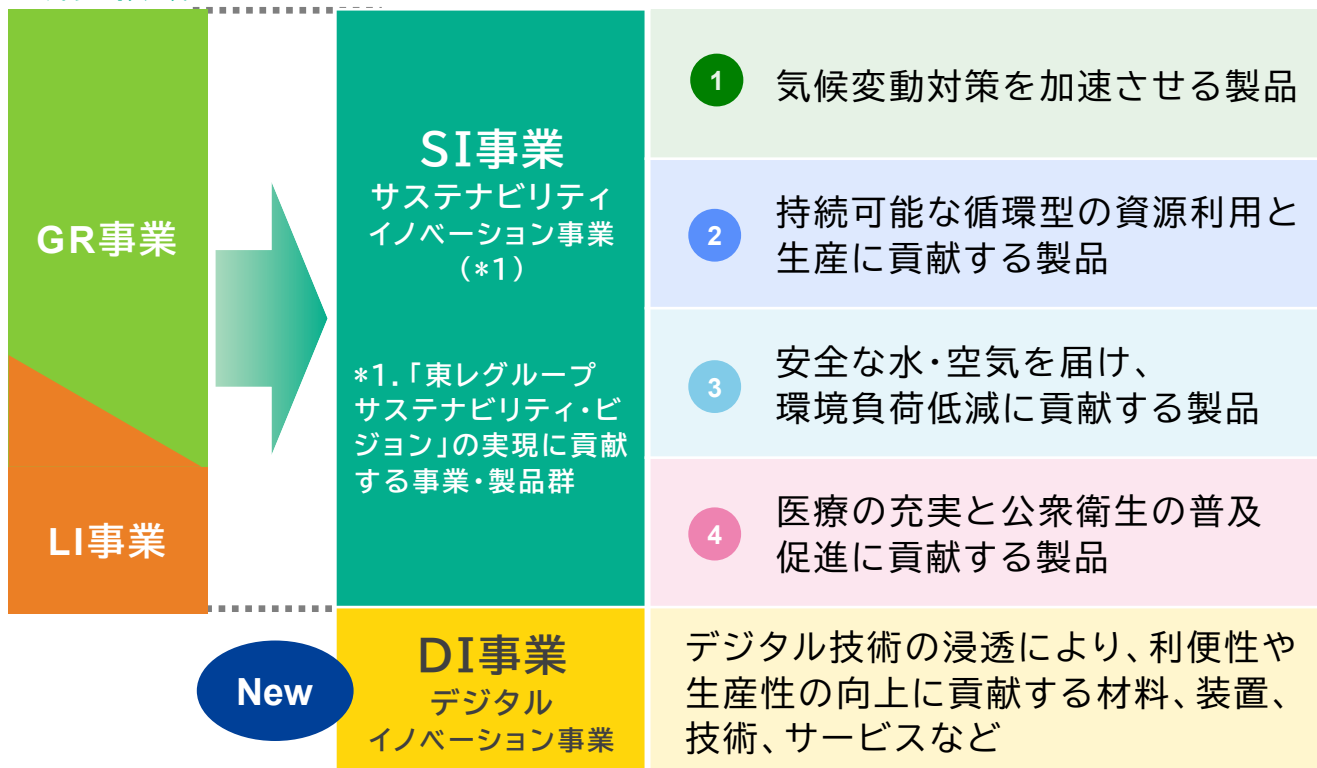 GR事業
LI事業
SI事業
サステナビリティ
イノベーション事業
(*1)
*1.「東レグループ
サステナビリティ・ビ
ジョン」の実現に貢献
する事業・製品群
1
気候変動対策を加速させる製品
2
持続可能な循環型の資源利用と
生産に貢献する製品
3
安全な水・空気を届け、
環境負荷低減に貢献する製品
4
医療の充実と公衆衛生の普及
促進に貢献する製品
New
DI事業
デジタル
イノベーション事業
デジタル技術の浸透により、利便性や
生産性の向上に貢献する材料、装置、
技術、サービスなど